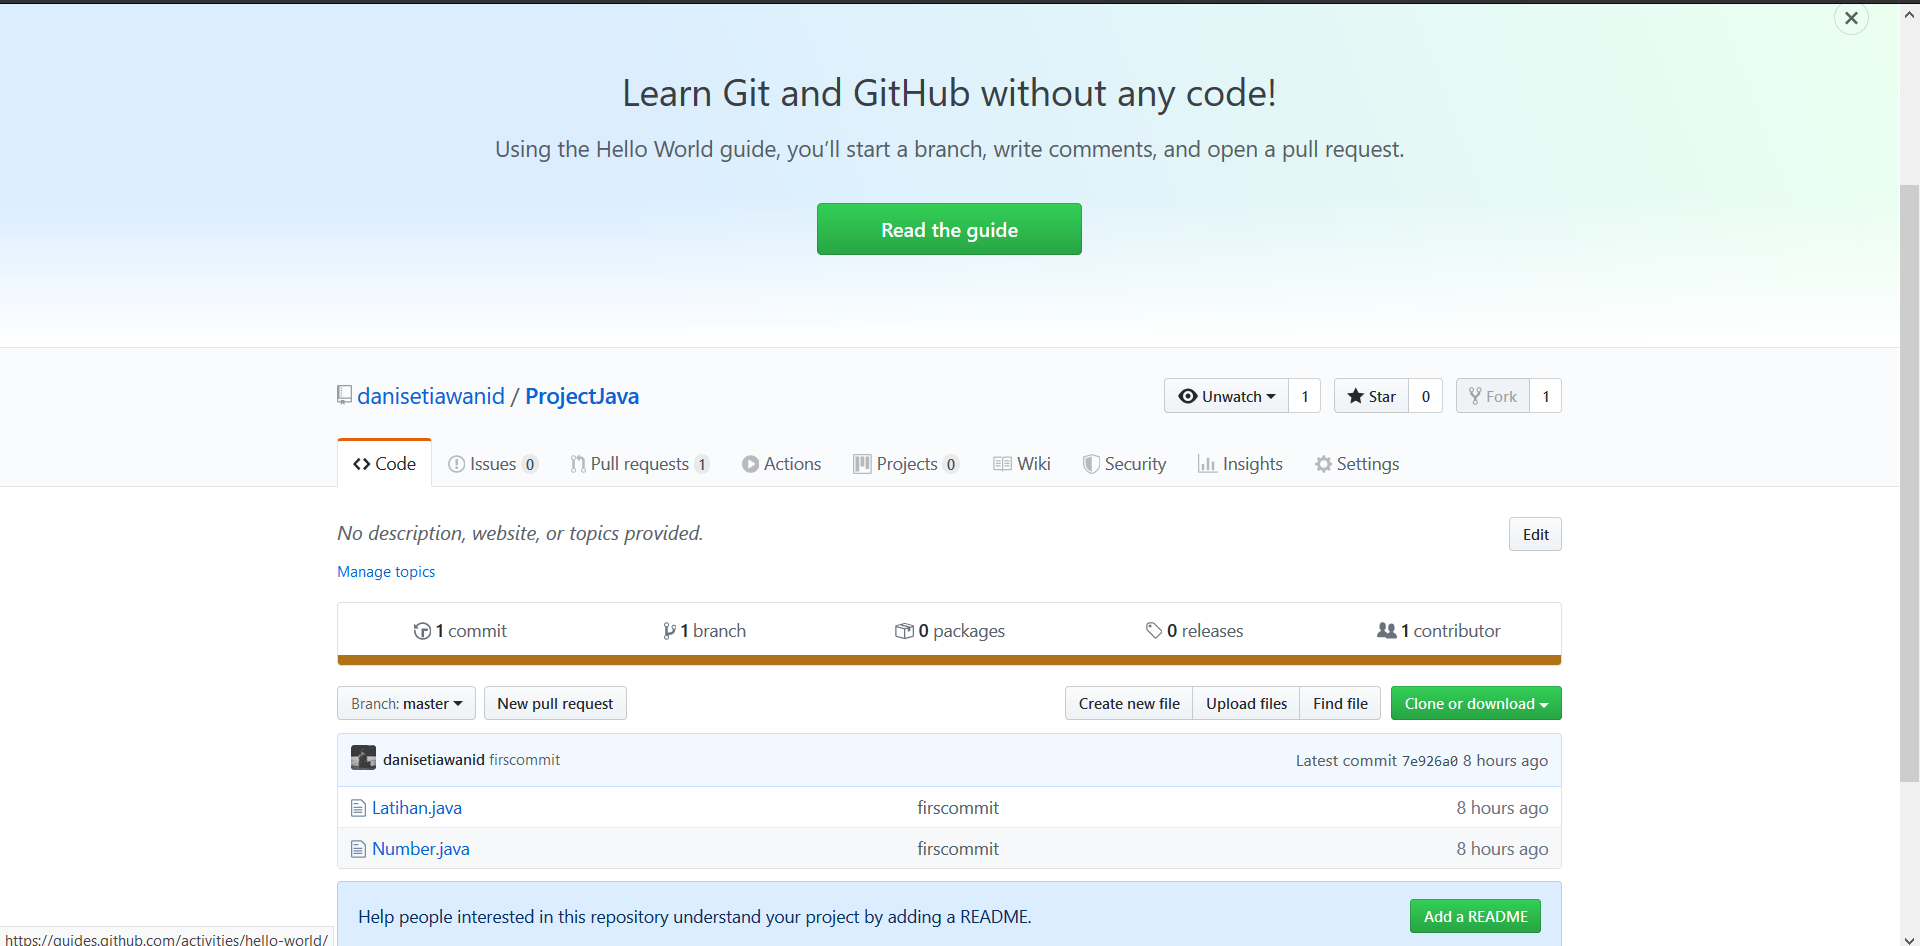 Learn Git and GitHub without any code!
Using the Hello World guide, you’ll start a branch, write comments, and open a pull request.
Read the guide
danisetiawanid / ProjectJava
Unwatch 1 Star 0 Fork 1
Code Issues 0 Pull requests 1 Actions Projects 0 Wiki Security Insights Settings
No description, website, or topics provided.
Edit
Manage topics
1 commit 1 branch 0 packages 0 releases 1 contributor
Branch: master New pull request Create new file Upload files Find file Clone or download
danisetiawanid firscommit Latest commit 7e926a0 8 hours ago
Latihan.java firscommit 8 hours ago
Number.java firscommit 8 hours ago
Help people interested in this repository understand your project by adding a README. Add a README
https://guides.github.com/activities/hello-world/